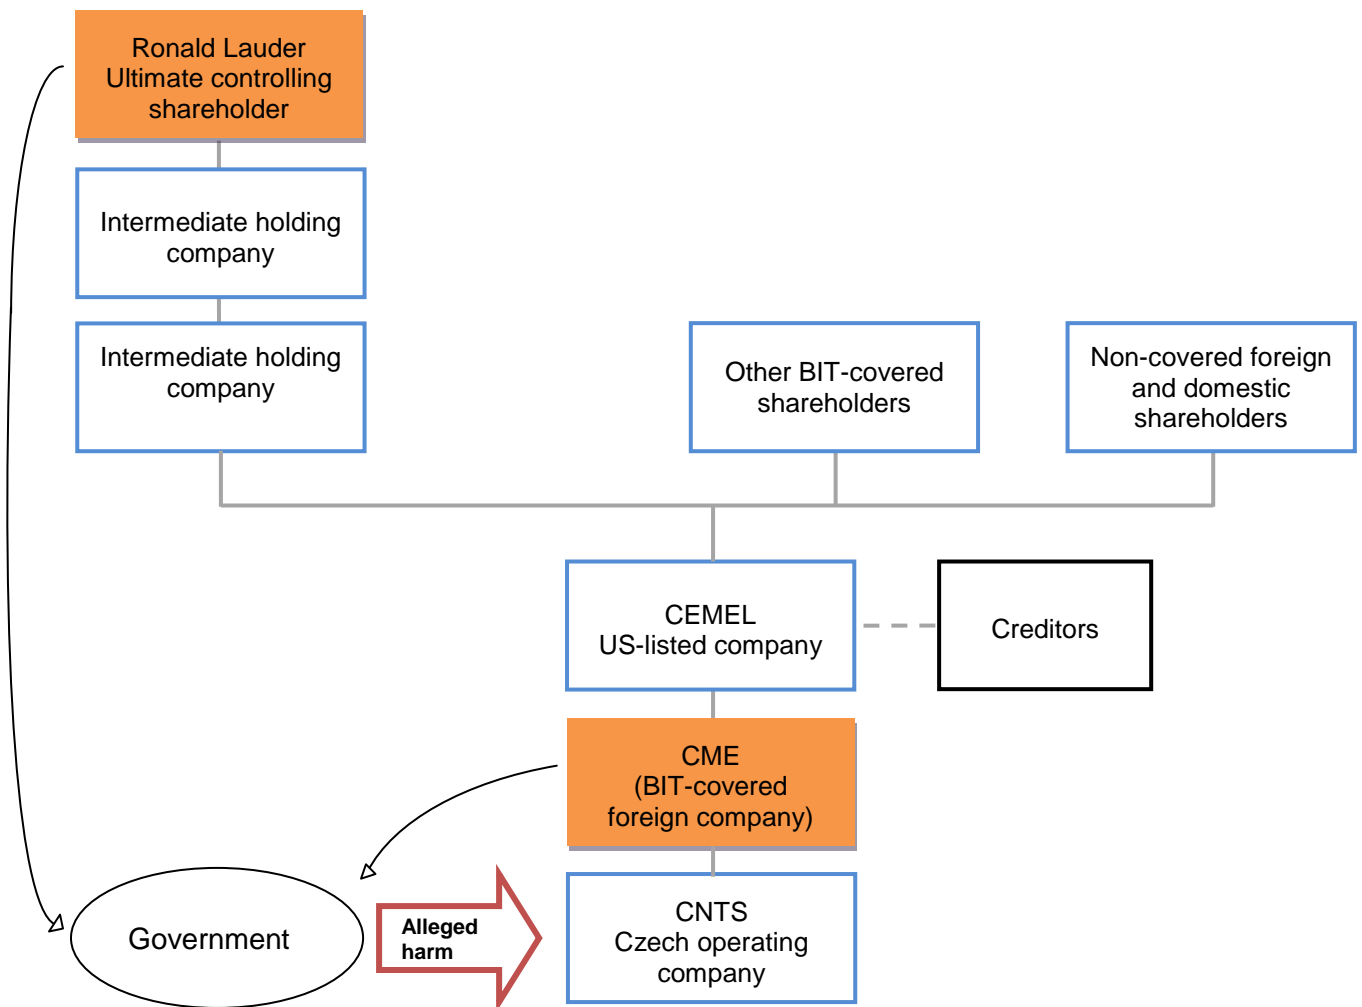 Ronald Lauder
Ultimate controlling
shareholder
Intermediate holding
company
Intermediate holding
company
Other BIT-covered
shareholders
Non-covered foreign
and domestic
shareholders
CEMEL
US-listed company
Creditors
CME
(BIT-covered
foreign company)
Government
Alleged
harm
CNTS
Czech operating
company